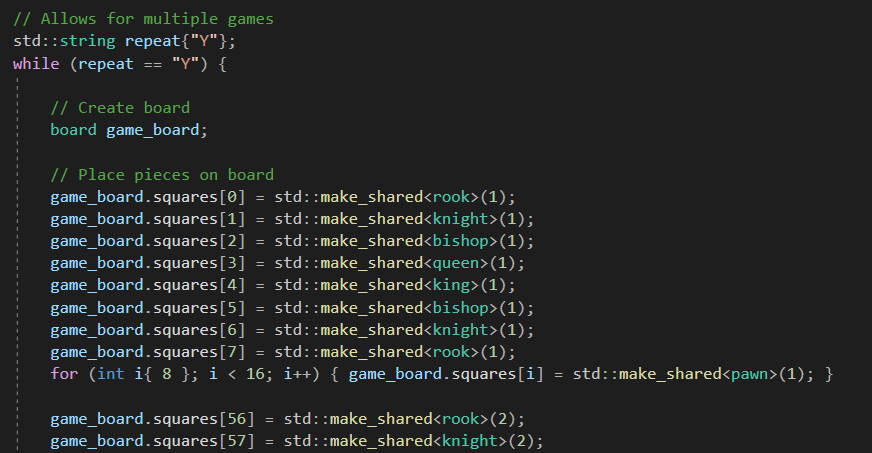 // Allows for multiple games
std::string repeat{"Y"};
while (repeat == "Y") {
// Create board
board game_board;
// Place pieces on board
game_board.squares[0] = std::make_shared<rook>(1);
game_board.squares[1] = std::make_shared<knight>(1);
game_board.squares[2] = std::make_shared<bishop>(1);
game_board.squares[3] = std::make_shared<queen>(1);
game_board.squares[4] = std::make_shared<king>(1);
game_board.squares[5] = std::make_shared<bishop>(1);
game_board.squares[6] = std::make_shared<knight>(1);
game_board.squares[7] = std::make_shared<rook>(1);
for (int i{ 8 }; i < 16; i++) { game_board.squares[i] = std::make_shared<pawn>(1); }
game_board.squares[56] = std::make_shared<rook>(2);
game_board.squares[57] = std::make_shared<knight>(2);